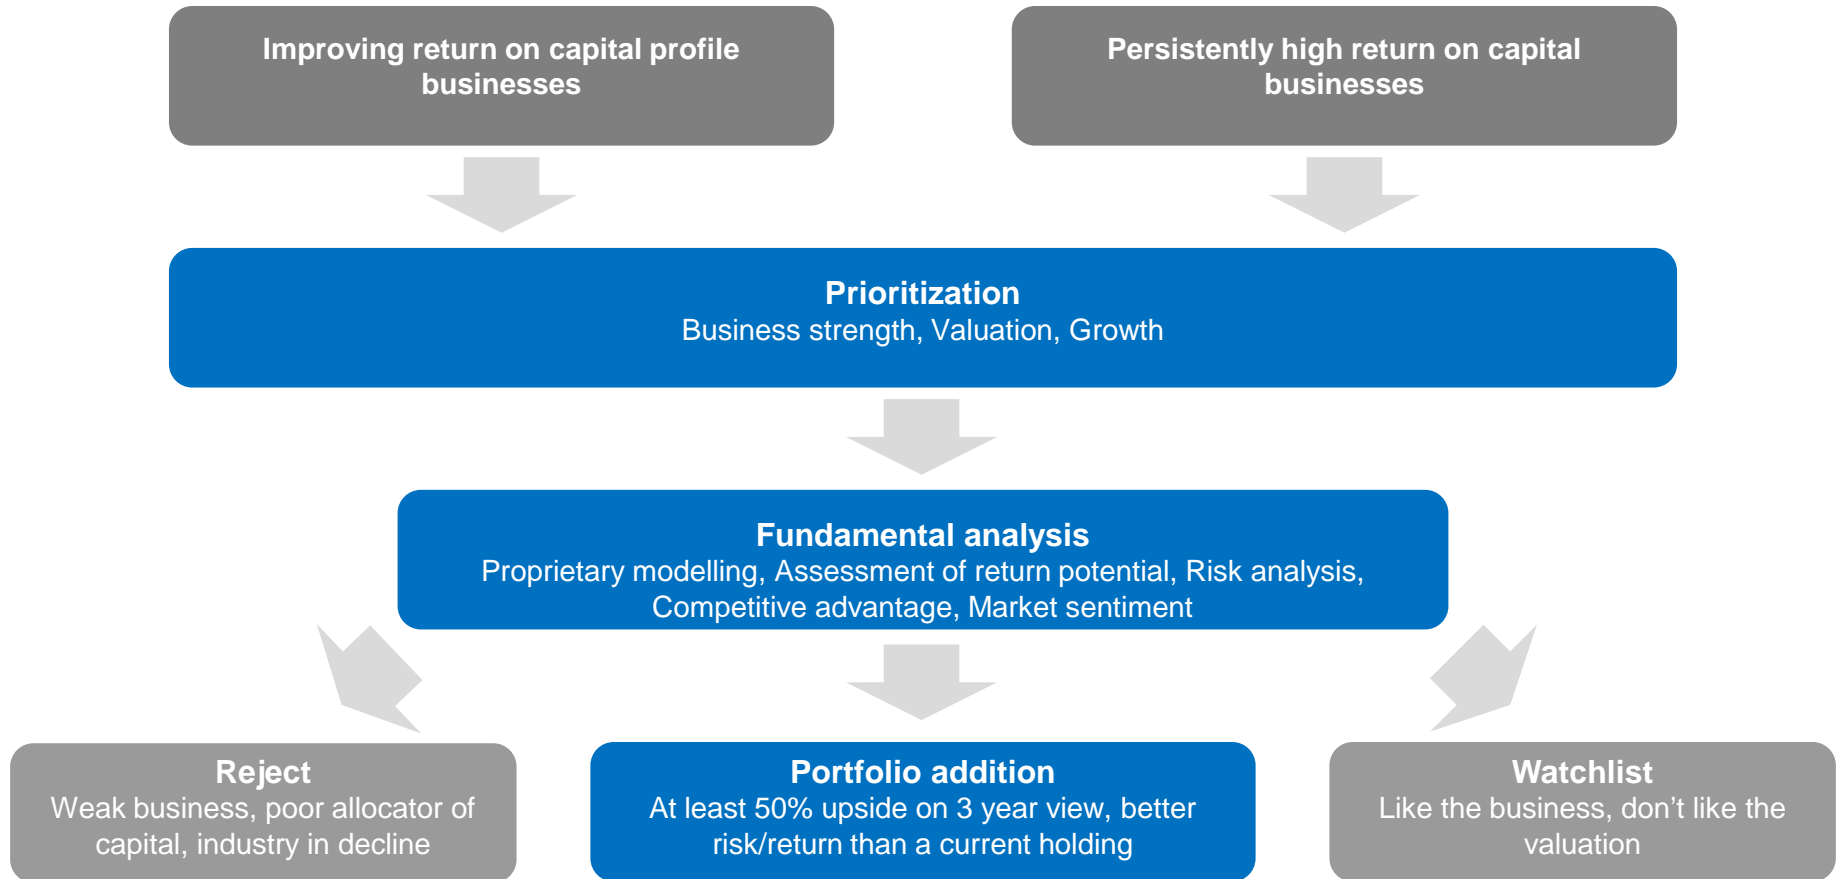 Improving return on capital profile
businesses
Persistently high return on capital
businesses
Prioritization
Business strength, Valuation, Growth
Fundamental analysis
Proprietary modelling, Assessment of return potential, Risk analysis,
Competitive advantage, Market sentiment
Reject
Weak business, poor allocator of
capital, industry in decline
Portfolio addition
At least 50% upside on 3 year view, better
risk/return than a current holding
Watchlist
Like the business, don’t like the
valuation